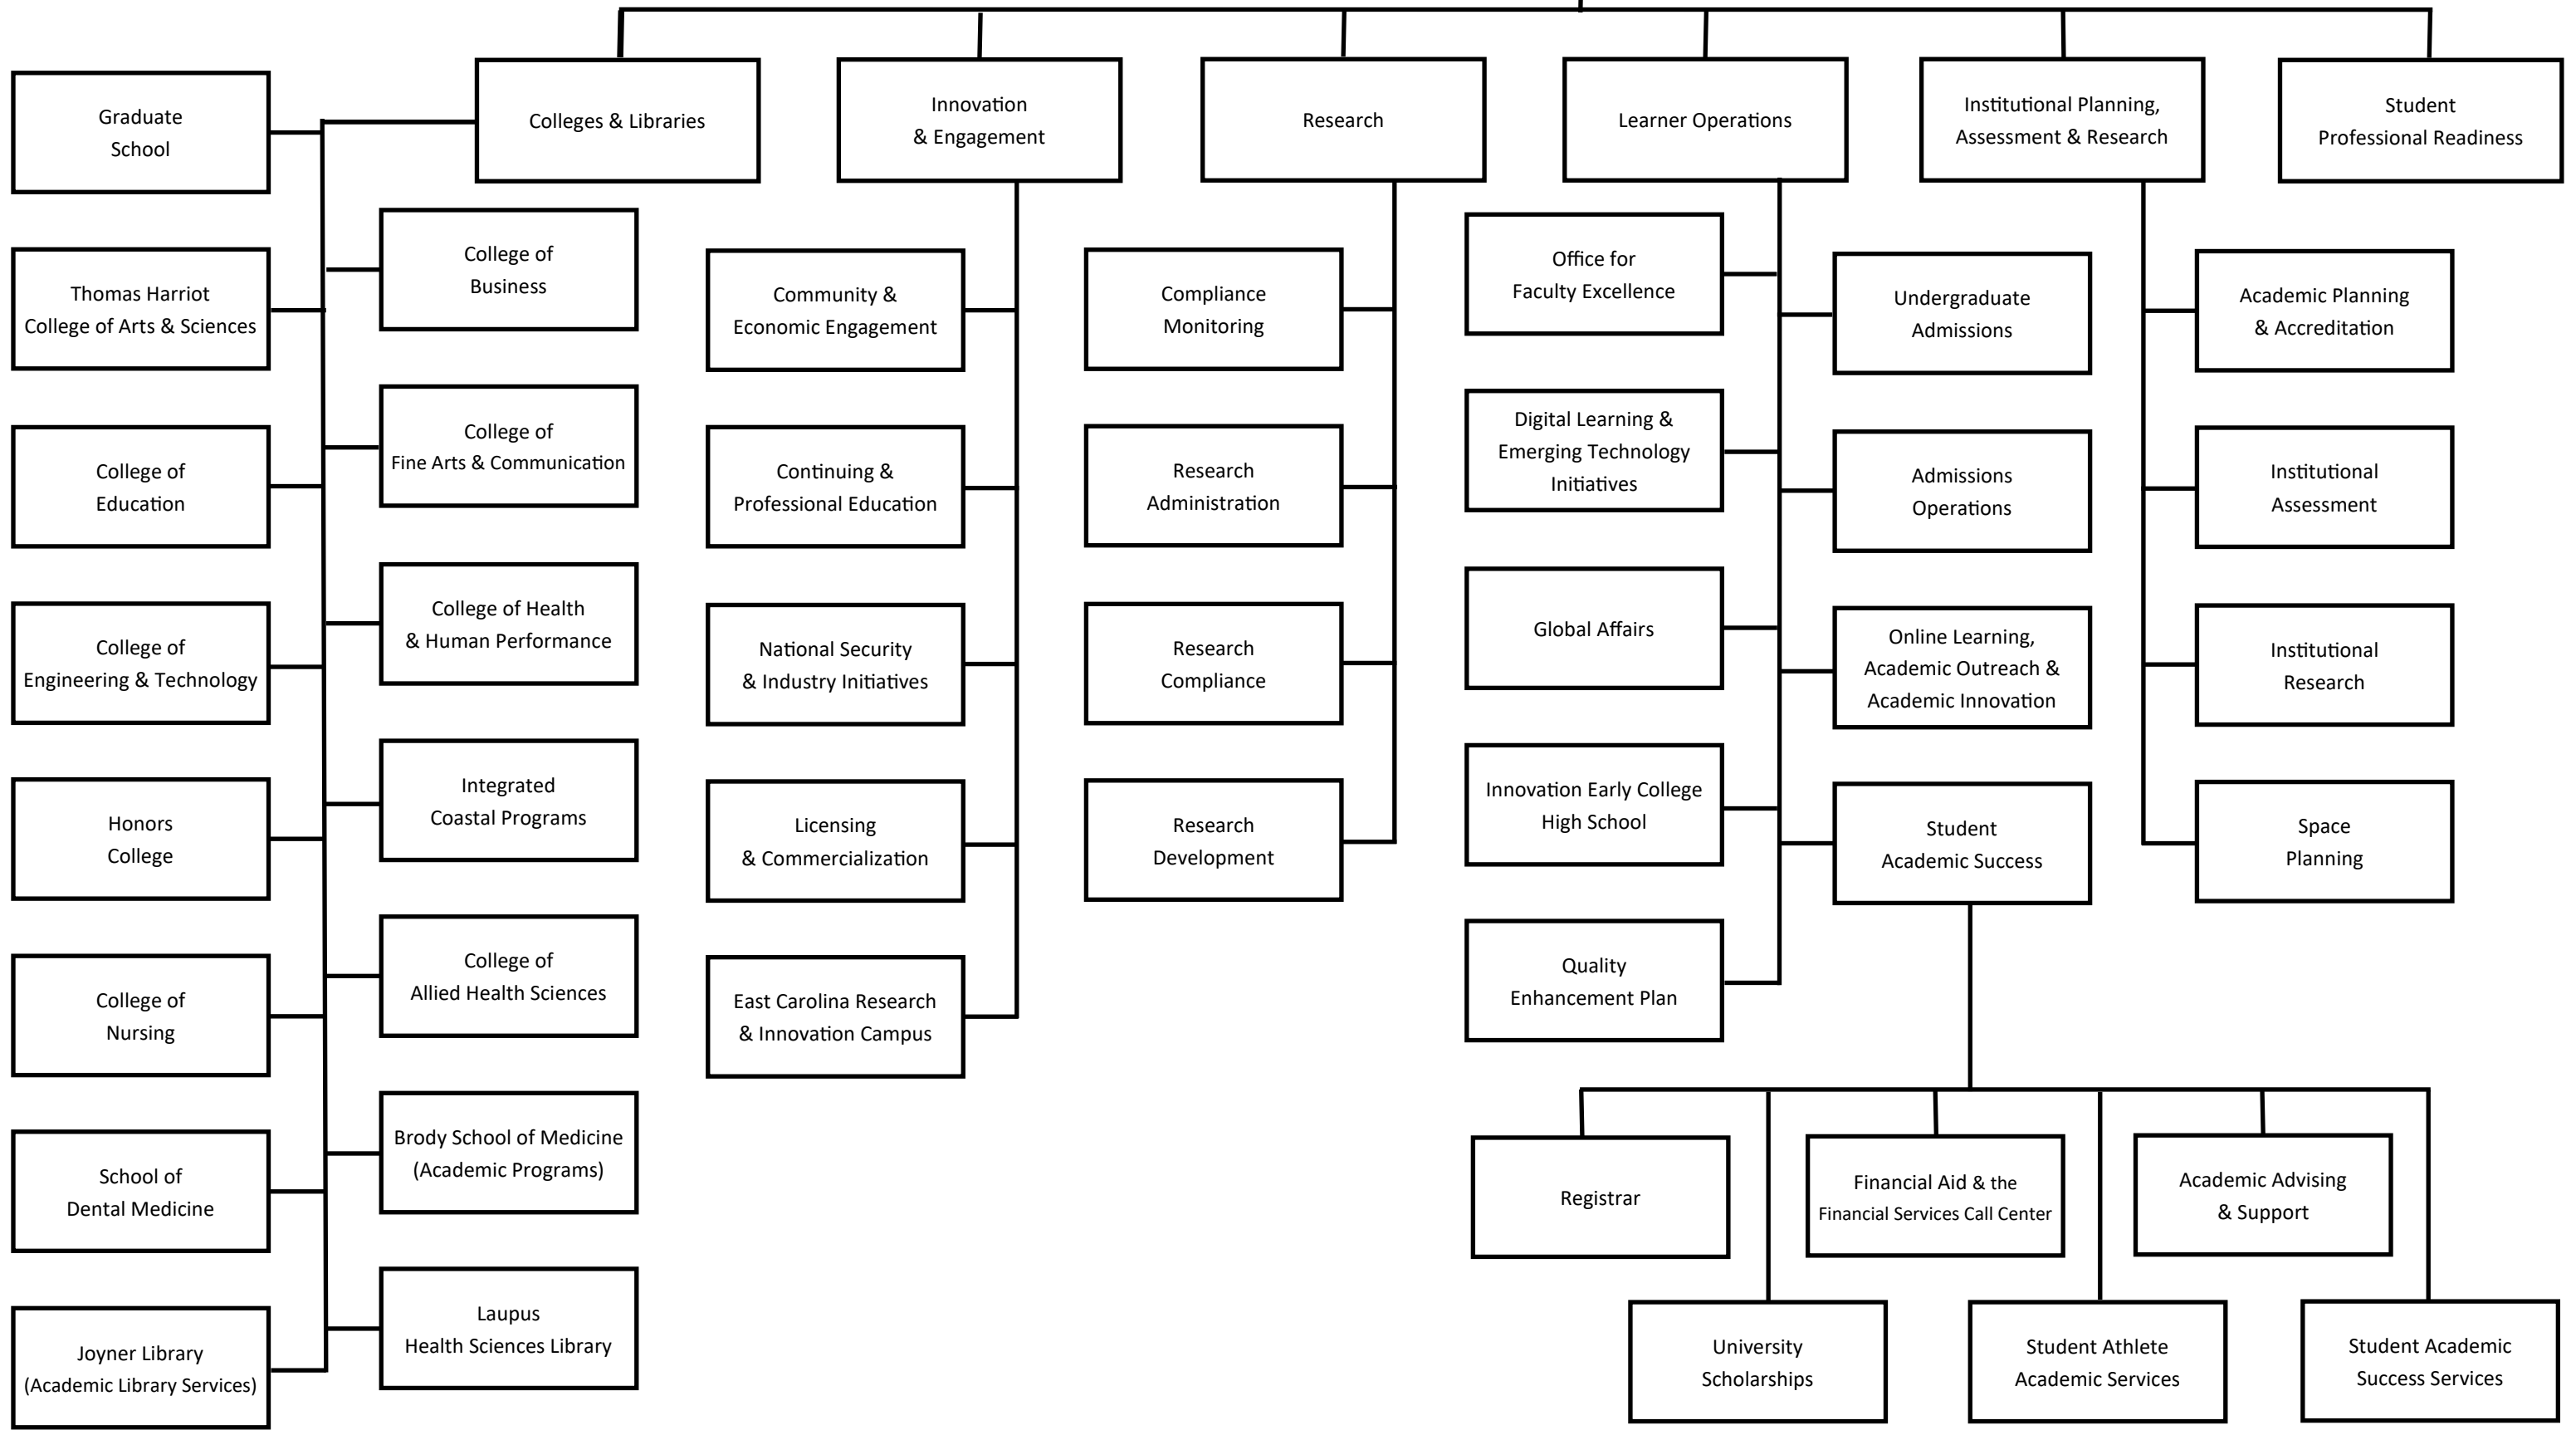 Graduate
School
Colleges & Libraries
Innovation
& Engagement
Research
Learner Operations
Institutional Planning,
Assessment & Research
Student
Professional Readiness
Thomas Harriot
College of Arts & Sciences
College of
Education
College of
Engineering & Technology
Honors
College
College of
Nursing
School of
Dental Medicine
Joyner Library
(Academic Library Services)
College of
Business
College of
Fine Arts & Communication
College of Health
& Human Performance
Integrated
Coastal Programs
College of
Allied Health Sciences
Brody School of Medicine
(Academic Programs)
Laupus
Health Sciences Library
Community &
Economic Engagement
Continuing &
Professional Education
National Security
& Industry Initiatives
Licensing
& Commercialization
East Carolina Research
& Innovation Campus
Compliance
Monitoring
Research
Administration
Research
Compliance
Research
Development
Office for
Faculty Excellence
Digital Learning &
Emerging Technology
Initiatives
Global Affairs
Innovation Early College
High School
Quality
Enhancement Plan
Undergraduate
Admissions
Admissions
Operations
Online Learning,
Academic Outreach &
Academic Innovation
Student
Academic Success
Academic Planning
& Accreditation
Institutional
Assessment
Institutional
Research
Space
Planning
Registrar
Financial Aid & the
Financial Services Call Center
Academic Advising
& Support
University
Scholarships
Student Athlete
Academic Services
Student Academic
Success Services